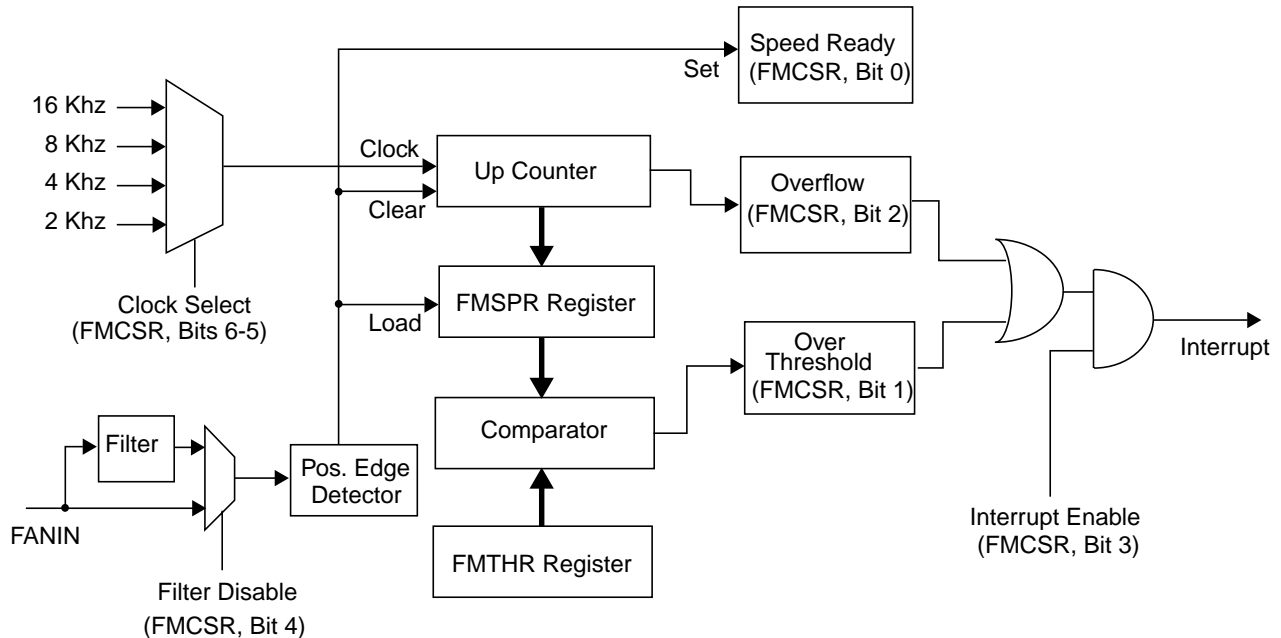 Speed Ready
(FMCSR, Bit 0)
Set
16 Khz
8 Khz
4 Khz
2 Khz
Clock
Clear
Up Counter
Overflow
(FMCSR, Bit 2)
Clock Select
(FMCSR, Bits 6-5)
Load
FMSPR Register
Over
Threshold
(FMCSR, Bit 1)
Interrupt
Comparator
Filter
Pos. Edge
Detector
FANIN
FMTHR Register
Interrupt Enable
(FMCSR, Bit 3)
Filter Disable
(FMCSR, Bit 4)